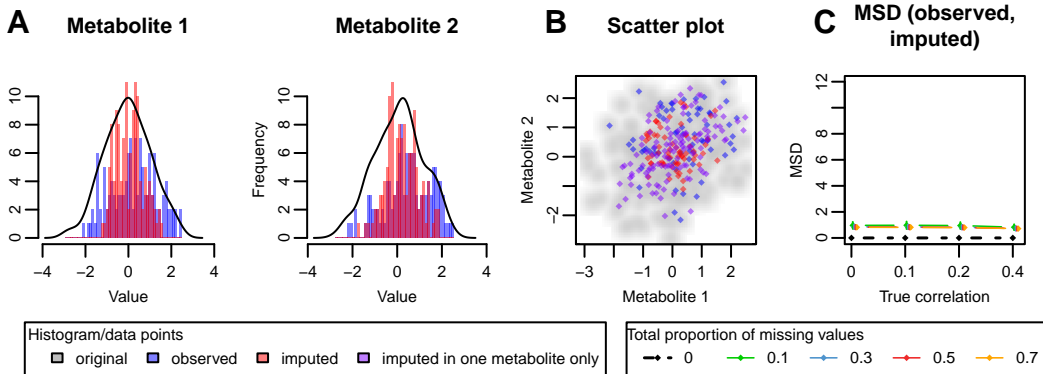 A
Metabolite 1
Metabolite 2
B
Scatter plot
C
MSD (observed,
imputed)
0 2 4 6 8 10
−4 −2 0 2 4
Value
Frequency
0 2 4 6 8 10
−4 −2 0 2 4
Value
Metabolite 2
−2 0 1 2
−3 −1 0 1 2
Metabolite 1
MSD
0 2 4 8 12
0 0.1 0.2 0.4
True correlation
Histogram/data points
original observed imputed imputed in one metabolite only
Total proportion of missing values
0 0.1 0.3 0.5 0.7